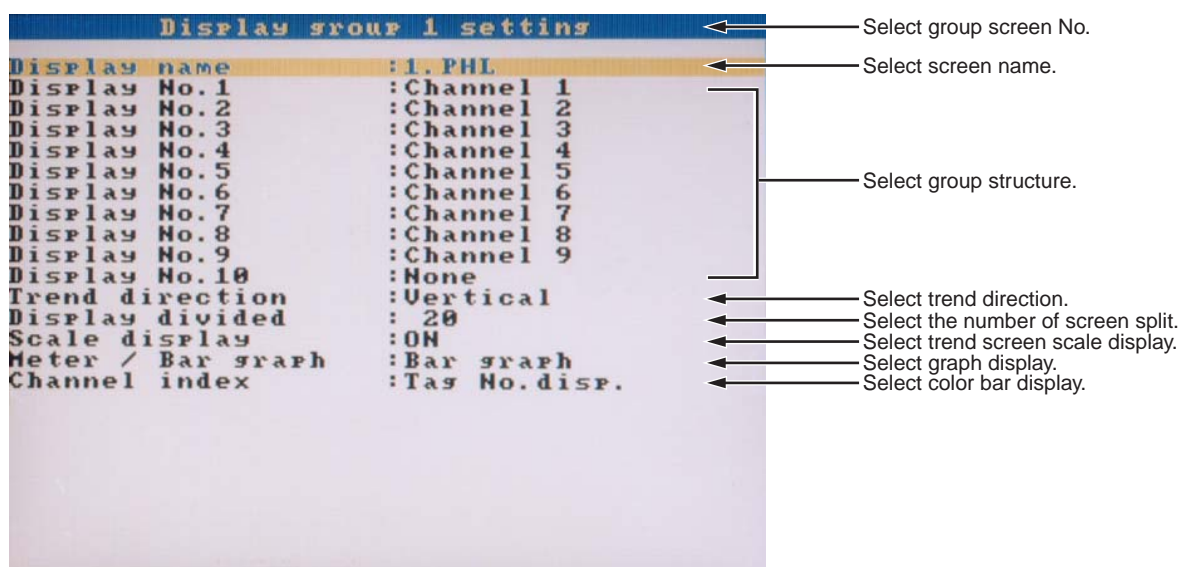 Display group 1 setting
Select group screen No.
Display name :1. PHL
Select screen name.
Display No.1 :Channel 1
Display No.2 :Channel 2
Display No.3 :Channel 3
Display No.4 :Channel 4
Display No.5 :Channel 5
Display No.6 :Channel 6
Select group structure.
Display No.7 :Channel 7
Display No.8 :Channel 8
Display No.9 :Channel 9
Display No.10 :None
Trend direction :Vertical
Select trend direction.
Display divided : 20
Select the number of screen split.
Scale display :ON
Select trend screen scale display.
Meter / Bar graph :Bar graph
Select graph display.
Channel index :Tag No.disp.
Select color bar display.